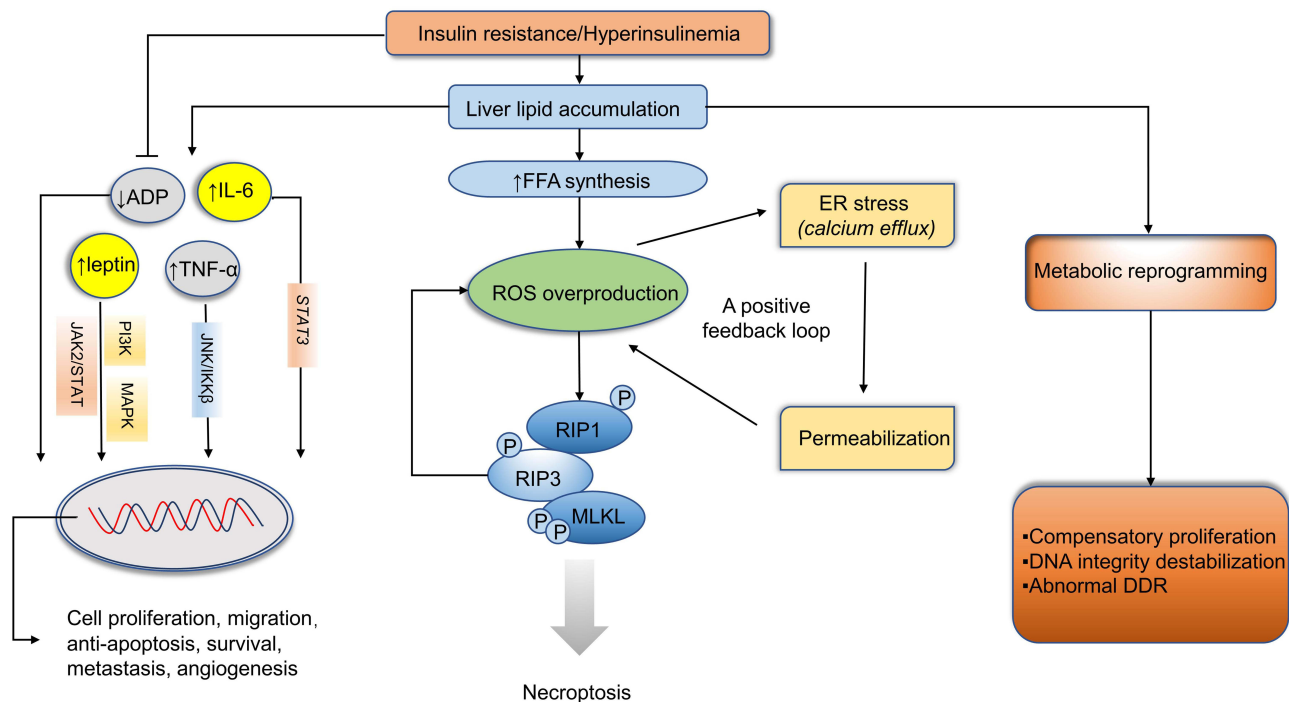 Insulin resistance/Hyperinsulinemia
Liver lipid accumulation
↑FFA synthesis
↓ADP
↑IL-6
↑leptin
↑TNF-α
JAK2/STAT
PI3K
MAPK
JNK/IKKβ
STAT3
Cell proliferation, migration,
anti-apoptosis, survival,
metastasis, angiogenesis
ROS overproduction
ER stress
(calcium efflux)
A positive
feedback loop
Permeabilization
P
RIP1
P
RIP3
P
P
MLKL
Necroptosis
Metabolic reprogramming
▪Compensatory proliferation
▪DNA integrity destabilization
▪Abnormal DDR